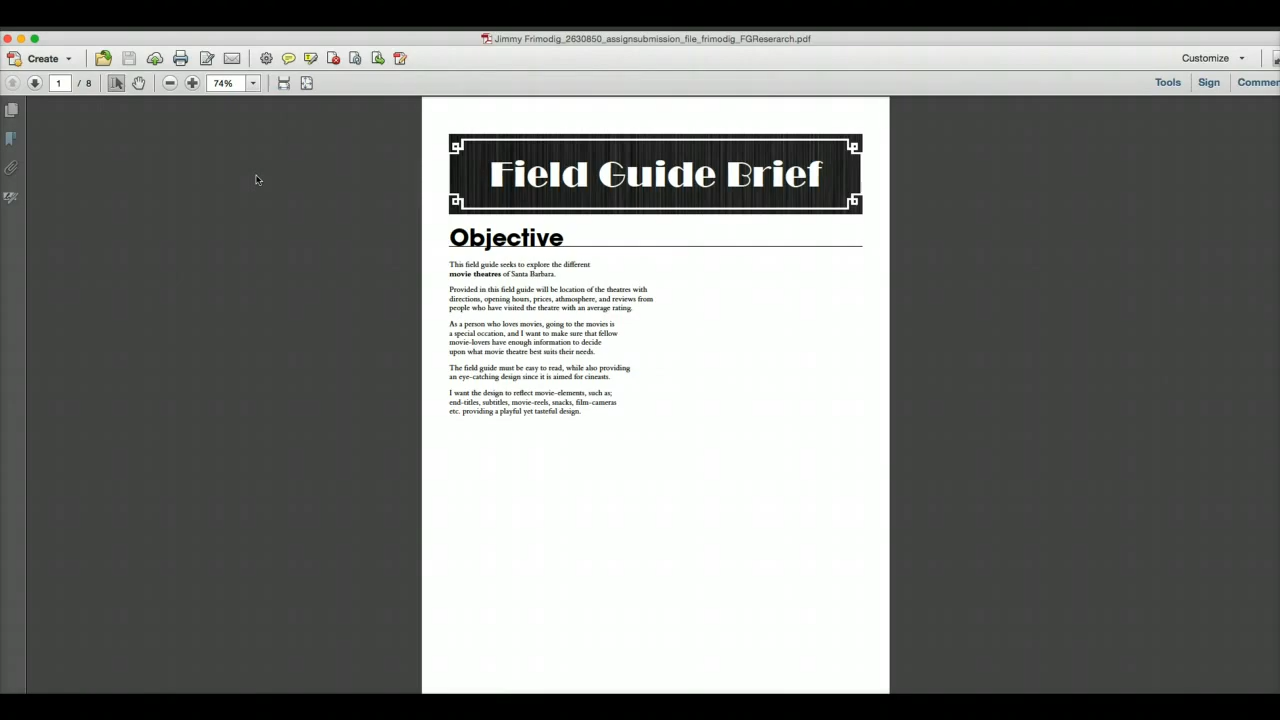 Jimmy Frimodig_2630850_assignsubmission_file_frimodig_FGReserarch.pdf
Create
Customize
1 / 8
74%
Tools
Sign
Commen
Field Guide Brief
Objective
This field guide seeks to explore the different
movie theatres of Santa Barbara.
Provided in this field guide will be location of the theatres with
directions, opening hours, prices, athmosphere, and reviews from
people who have visited the theatre with an average rating.
As a person who loves movies, going to the movies is
a special occation, and I want to make sure that fellow
movie-lovers have enough information to decide
upon what movie theatre best suits their needs.
The field guide must be easy to read, while also providing
an eye-catching design since it is aimed for cineasts.
I want the design to reflect movie-elements, such as;
end-titles, subtitles, movie-reels, snacks, film-cameras
etc. providing a playful yet tasteful design.